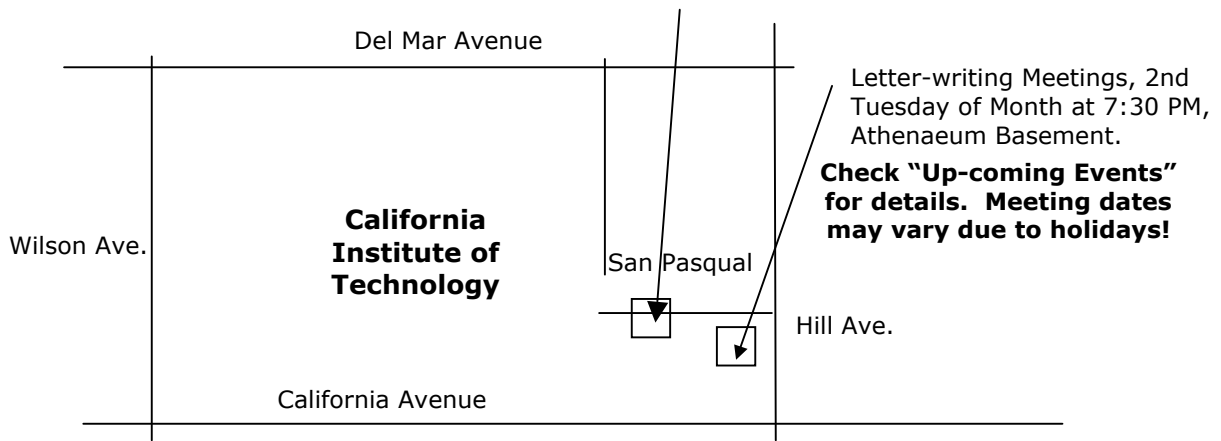 Del Mar Avenue
Letter-writing Meetings, 2nd
Tuesday of Month at 7:30 PM,
Athenaeum Basement.
Check “Up-coming Events”
for details.  Meeting dates
may vary due to holidays!
Wilson Ave.
California
Institute of
Technology
San Pasqual
Hill Ave.
California Avenue